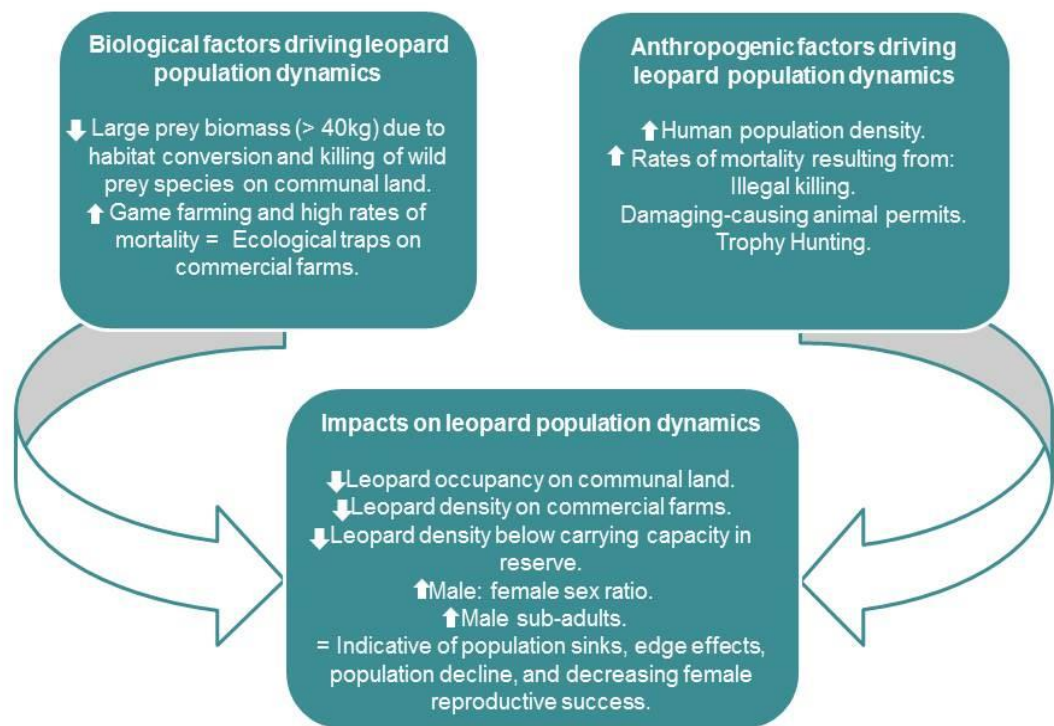 Biological factors driving leopard
population dynamics
⬇ Large prey biomass (> 40kg) due to
habitat conversion and killing of wild
prey species on communal land.
⬆ Game farming and high rates of
mortality = Ecological traps on
commercial farms.
Anthropogenic factors driving
leopard population dynamics
⬆ Human population density.
⬆ Rates of mortality resulting from:
Illegal killing.
Damaging-causing animal permits.
Trophy Hunting.
Impacts on leopard population dynamics
⬇Leopard occupancy on communal land.
⬇Leopard density on commercial farms.
⬇Leopard density below carrying capacity in
reserve.
⬆Male: female sex ratio.
⬆Male sub-adults.
= Indicative of population sinks, edge effects,
population decline, and decreasing female
reproductive success.